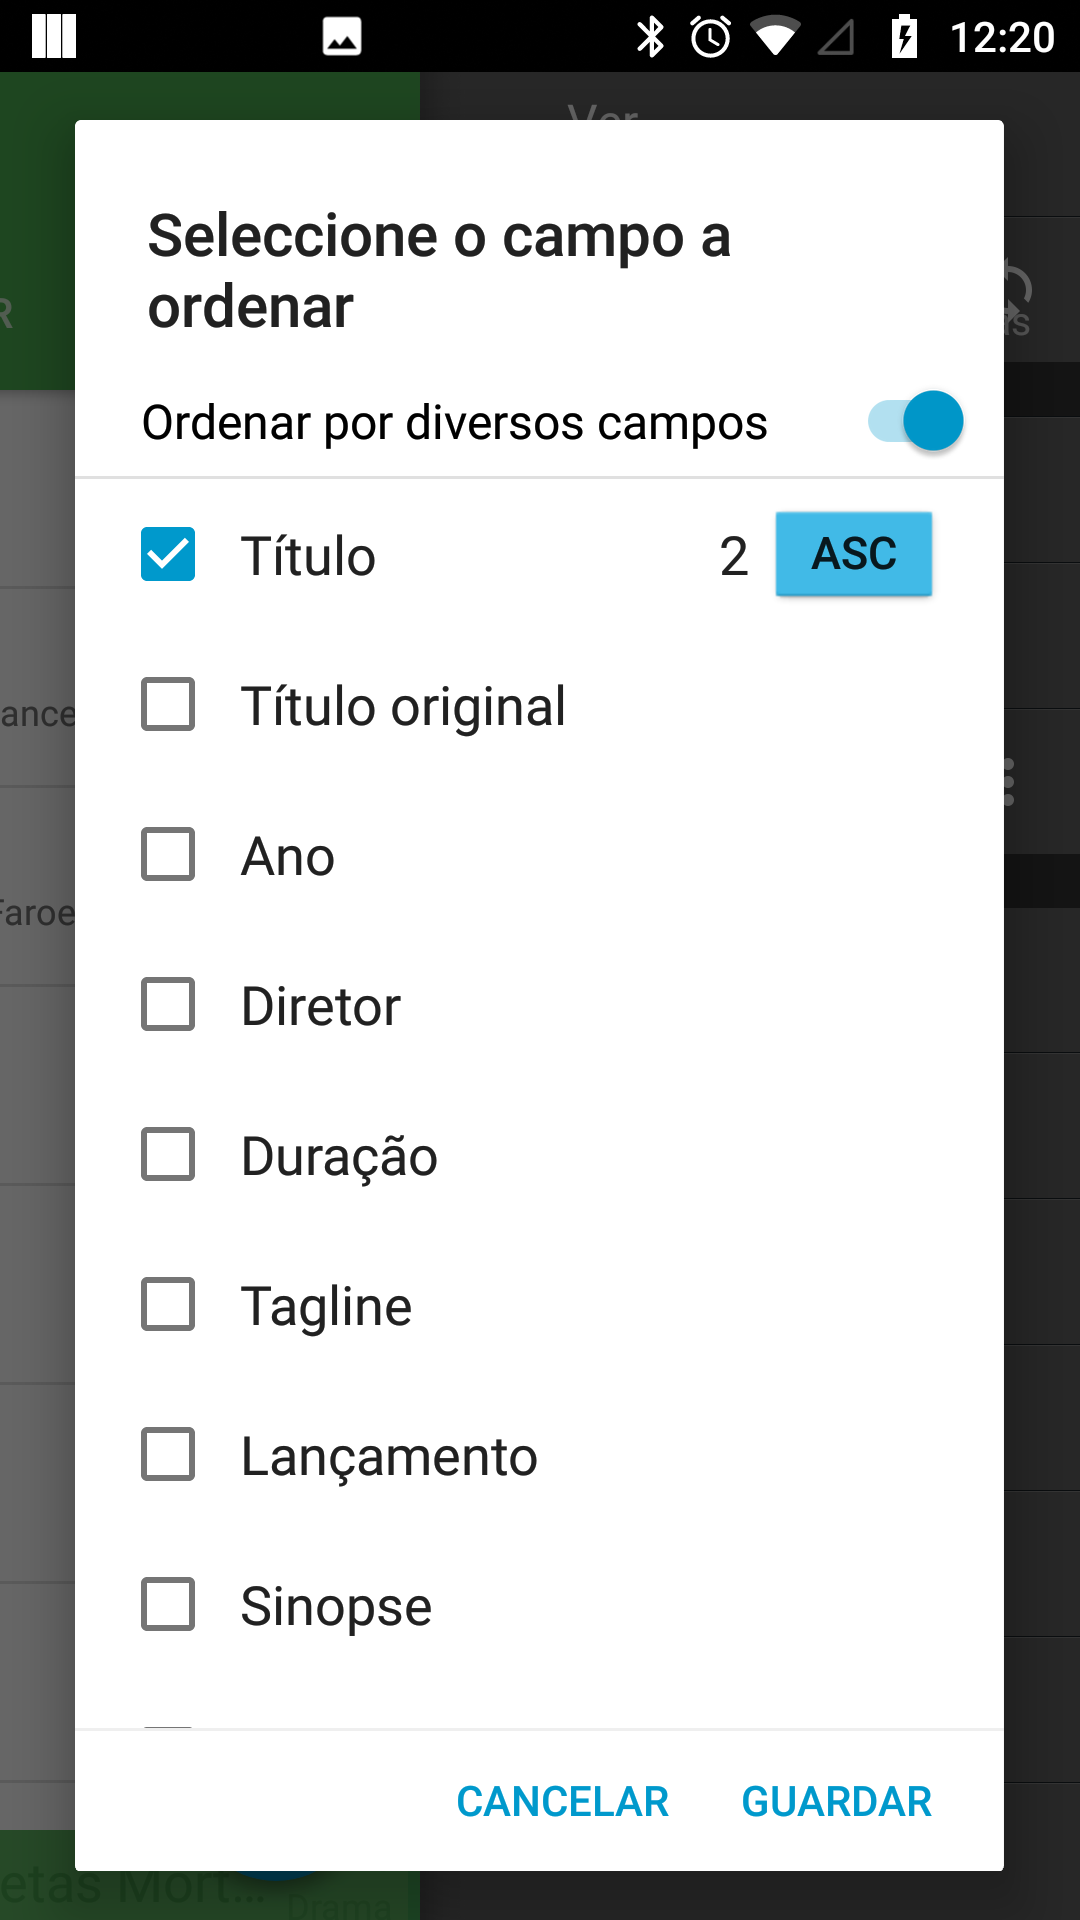 12:20
Seleccione o campo a
ordenar
Ordenar por diversos campos
Título 2 ASC
Título original
Ano
Diretor
Duração
Tagline
Lançamento
Sinopse
CANCELAR GUARDAR
Drama